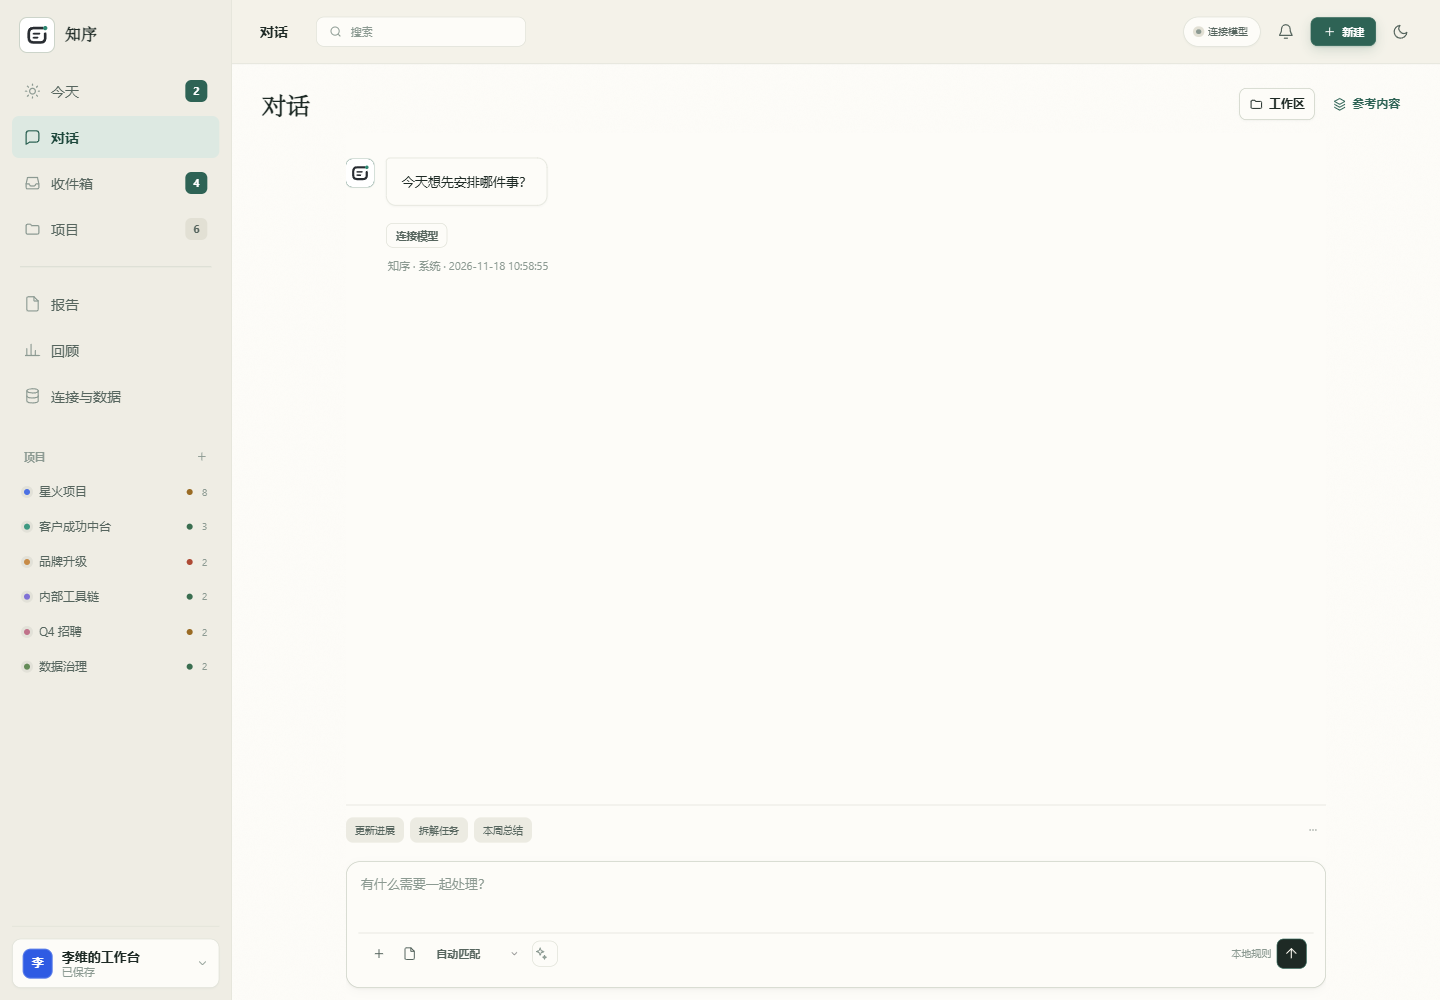 知序
今天 2
对话
收件箱 4
项目 6
报告
回顾
连接与数据
项目
星火项目 8
客户成功中台 3
品牌升级 2
内部工具链 2
Q4 招聘 2
数据治理 2
李
李维的工作台
已保存
对话
搜索
连接模型
新建
对话
工作区
参考内容
今天想先安排哪件事？
连接模型
知序 · 系统 · 2026-11-18 10:58:55
更新进展
拆解任务
本周总结
...
有什么需要一起处理？
自动匹配
本地规则